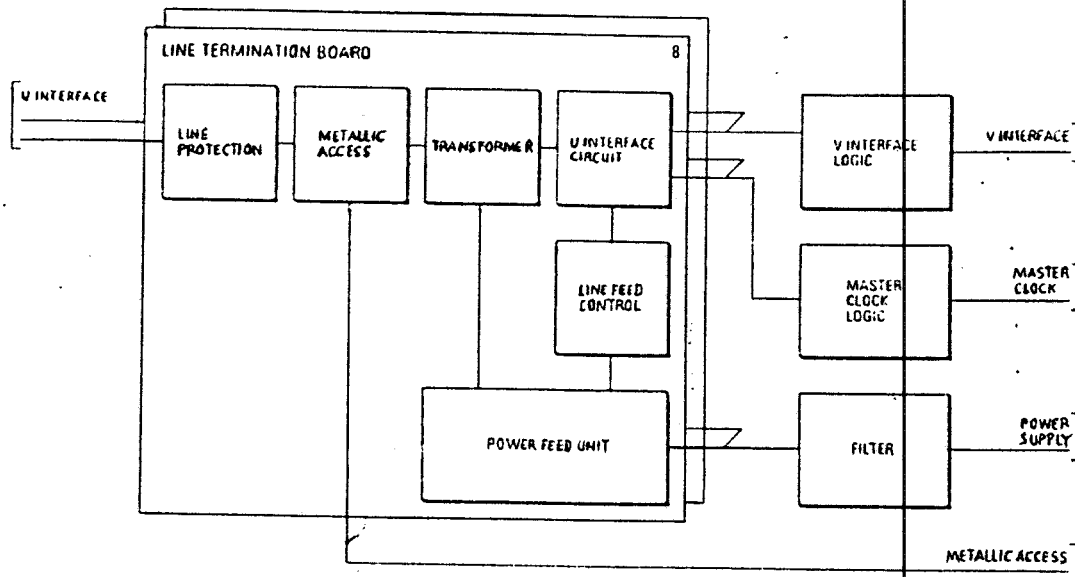 LINE TERMINATION BOARD
8
U INTERFACE
LINE
PROTECTION
METALLIC
ACCESS
TRANSFORMER
U INTERFACE
CIRCUIT
V INTERFACE
LOGIC
V INTERFACE
LINE FEED
CONTROL
MASTER
CLOCK
LOGIC
MASTER
CLOCK
POWER FEED UNIT
FILTER
POWER
SUPPLY
METALLIC ACCESS